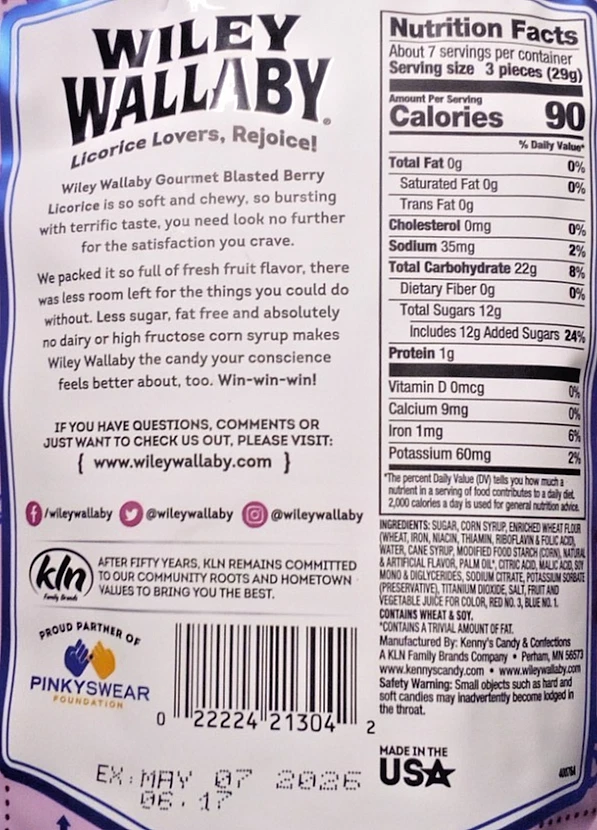 WILEY
WALLABY®
Licorice Lovers, Rejoice!
Wiley Wallaby Gourmet Blasted Berry
Licorice is so soft and chewy, so bursting
with terrific taste, you need look no further
for the satisfaction you crave.
We packed it so full of fresh fruit flavor, there
was less room left for the things you could do
without. Less sugar, fat free and absolutely
no dairy or high fructose corn syrup makes
Wiley Wallaby the candy your conscience
feels better about, too. Win-win-win!
IF YOU HAVE QUESTIONS, COMMENTS OR
JUST WANT TO CHECK US OUT, PLEASE VISIT:
{ www.wileywallaby.com }
/wileywallaby @wileywallaby @wileywallaby
kln
Family Brands
AFTER FIFTY YEARS, KLN REMAINS COMMITTED
TO OUR COMMUNITY ROOTS AND HOMETOWN
VALUES TO BRING YOU THE BEST.
PROUD PARTNER OF
PINKYSWEAR
FOUNDATION
0 22224 21304 2
EX: MAY 07 2026
06:17
Nutrition Facts
About 7 servings per container
Serving size 3 pieces (29g)
Amount Per Serving
Calories 90
% Daily Value*
Total Fat 0g 0%
Saturated Fat 0g 0%
Trans Fat 0g
Cholesterol 0mg 0%
Sodium 35mg 2%
Total Carbohydrate 22g 8%
Dietary Fiber 0g 0%
Total Sugars 12g
Includes 12g Added Sugars 24%
Protein 1g
Vitamin D 0mcg 0%
Calcium 9mg 0%
Iron 1mg 6%
Potassium 60mg 2%
*The percent Daily Value (DV) tells you how much a
nutrient in a serving of food contributes to a daily diet.
2,000 calories a day is used for general nutrition advice.
INGREDIENTS: SUGAR, CORN SYRUP, ENRICHED WHEAT FLOUR
(WHEAT, IRON, NIACIN, THIAMIN, RIBOFLAVIN & FOLIC ACID),
WATER, CANE SYRUP, MODIFIED FOOD STARCH (CORN), NATURAL
& ARTIFICIAL FLAVOR, PALM OIL*, CITRIC ACID, MALIC ACID, SOY
MONO & DIGLYCERIDES, SODIUM CITRATE, POTASSIUM SORBATE
(PRESERVATIVE), TITANIUM DIOXIDE, SALT, FRUIT AND
VEGETABLE JUICE FOR COLOR, RED NO. 3, BLUE NO. 1.
CONTAINS WHEAT & SOY.
*CONTAINS A TRIVIAL AMOUNT OF FAT.
Manufactured By: Kenny's Candy & Confections
A KLN Family Brands Company • Perham, MN 56573
www.kennyscandy.com • www.wileywallaby.com
Safety Warning: Small objects such as hard and
soft candies may inadvertently become lodged in
the throat.
MADE IN THE
USA